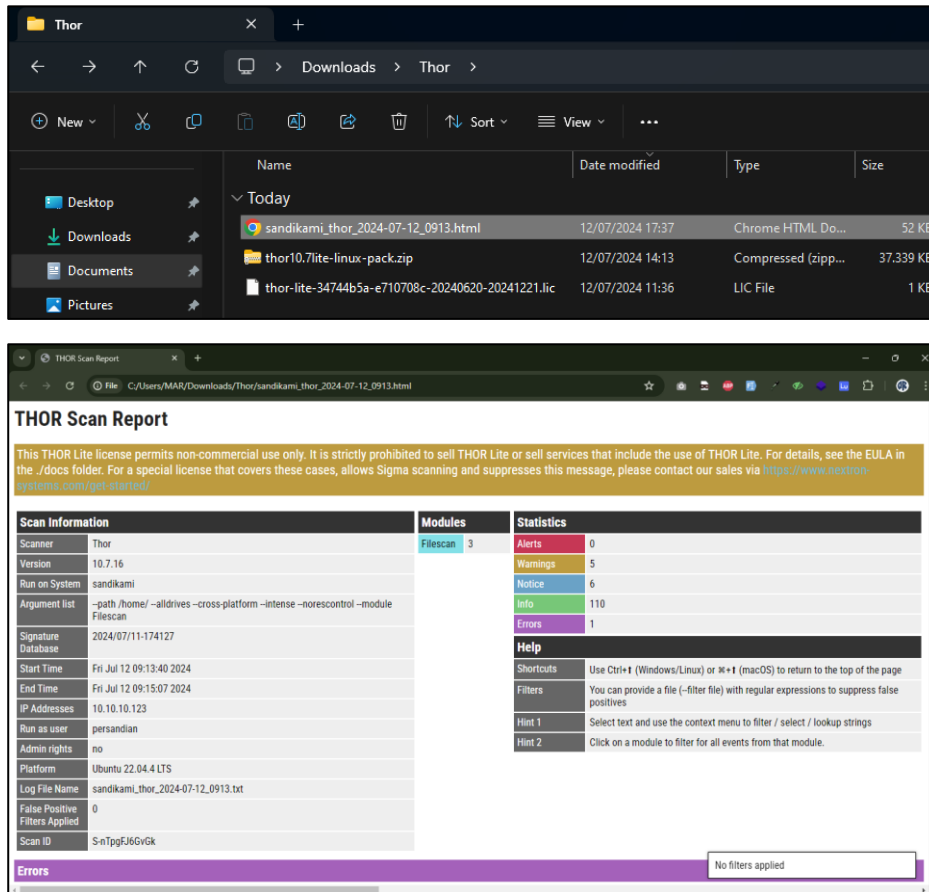 Thor
Downloads > Thor >
New
Sort
View
Name Date modified Type Size
Today
Desktop
sandikami_thor_2024-07-12_0913.html 12/07/2024 17:37 Chrome HTML Do... 52 KE
Downloads
thor10.7lite-linux-pack.zip 12/07/2024 14:13 Compressed (zipp... 37.339 KE
Documents
thor-lite-34744b5a-e710708c-20240620-20241221.lic 12/07/2024 11:36 LIC File 1 KE
Pictures
THOR Scan Report
File C:/Users/MAR/Downloads/Thor/sandikami_thor_2024-07-12_0913.html
THOR Scan Report
This THOR Lite license permits non-commercial use only. It is strictly prohibited to sell THOR Lite or sell services that include the use of THOR Lite. For details, see the EULA in
the ./docs folder. For a special license that covers these cases, allows Sigma scanning and suppresses this message, please contact our sales via https://www.nextron-
systems.com/get-started/
Scan Information
Scanner Thor
Version 10.7.16
Run on System sandikami
Argument list --path /home/ --alldrives --cross-platform --intense --norescontrol --module
Filescan
Signature
Database 2024/07/11-174127
Start Time Fri Jul 12 09:13:40 2024
End Time Fri Jul 12 09:15:07 2024
IP Addresses 10.10.10.123
Run as user persandian
Admin rights no
Platform Ubuntu 22.04.4 LTS
Log File Name sandikami_thor_2024-07-12_0913.txt
False Positive
Filters Applied 0
Scan ID S-nTpgFJ6GvGk
Modules
Filescan 3
Statistics
Alerts 0
Warnings 5
Notice 6
Info 110
Errors 1
Help
Shortcuts Use Ctrl+⬆ (Windows/Linux) or ⌘+⬆ (macOS) to return to the top of the page
Filters You can provide a file (--filter file) with regular expressions to suppress false
positives
Hint 1 Select text and use the context menu to filter / select / lookup strings
Hint 2 Click on a module to filter for all events from that module.
Errors
No filters applied